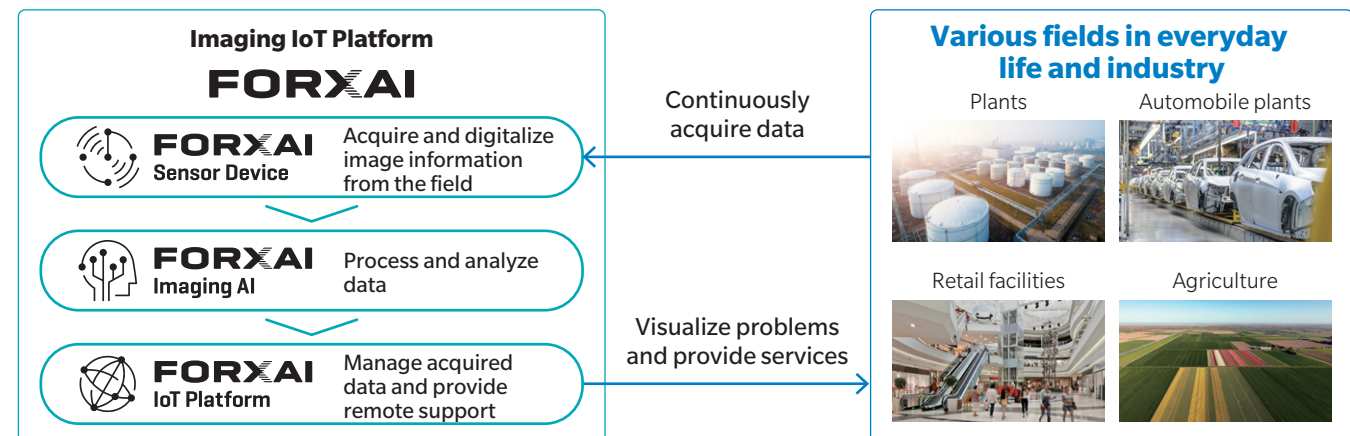 Imaging IoT Platform
FORXAI
FORXAI
Sensor Device
Acquire and digitalize
image information
from the field
FORXAI
Imaging AI
Process and analyze
data
FORXAI
IoT Platform
Manage acquired
data and provide
remote support
Continuously
acquire data
Visualize problems
and provide services
Various fields in everyday
life and industry
Plants
Automobile plants
Retail facilities
Agriculture